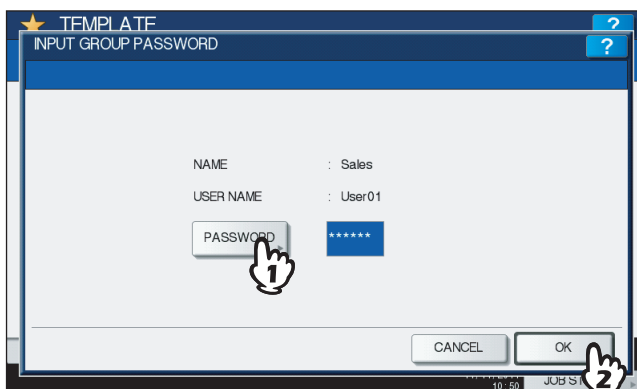 TEMPLATE ?
INPUT GROUP PASSWORD ?
NAME : Sales
USER NAME : User01
PASSWORD ******
1
CANCEL OK
2
10:50 JOB